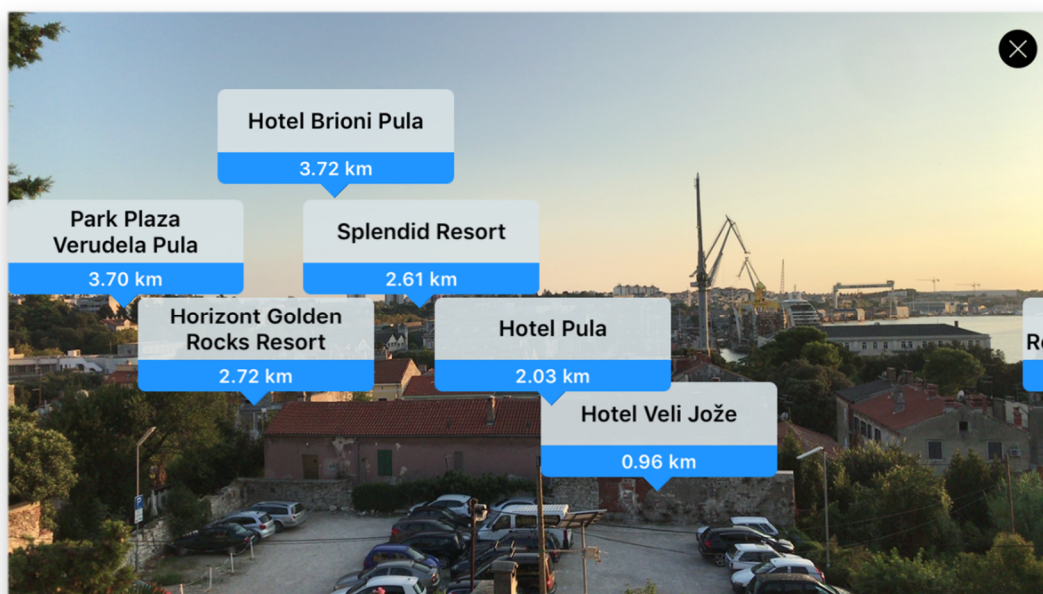 Hotel Brioni Pula
3.72 km
Park Plaza
Verudela Pula
3.70 km
Splendid Resort
2.61 km
Horizont Golden
Rocks Resort
2.72 km
Hotel Pula
2.03 km
Hotel Veli Jože
0.96 km
P